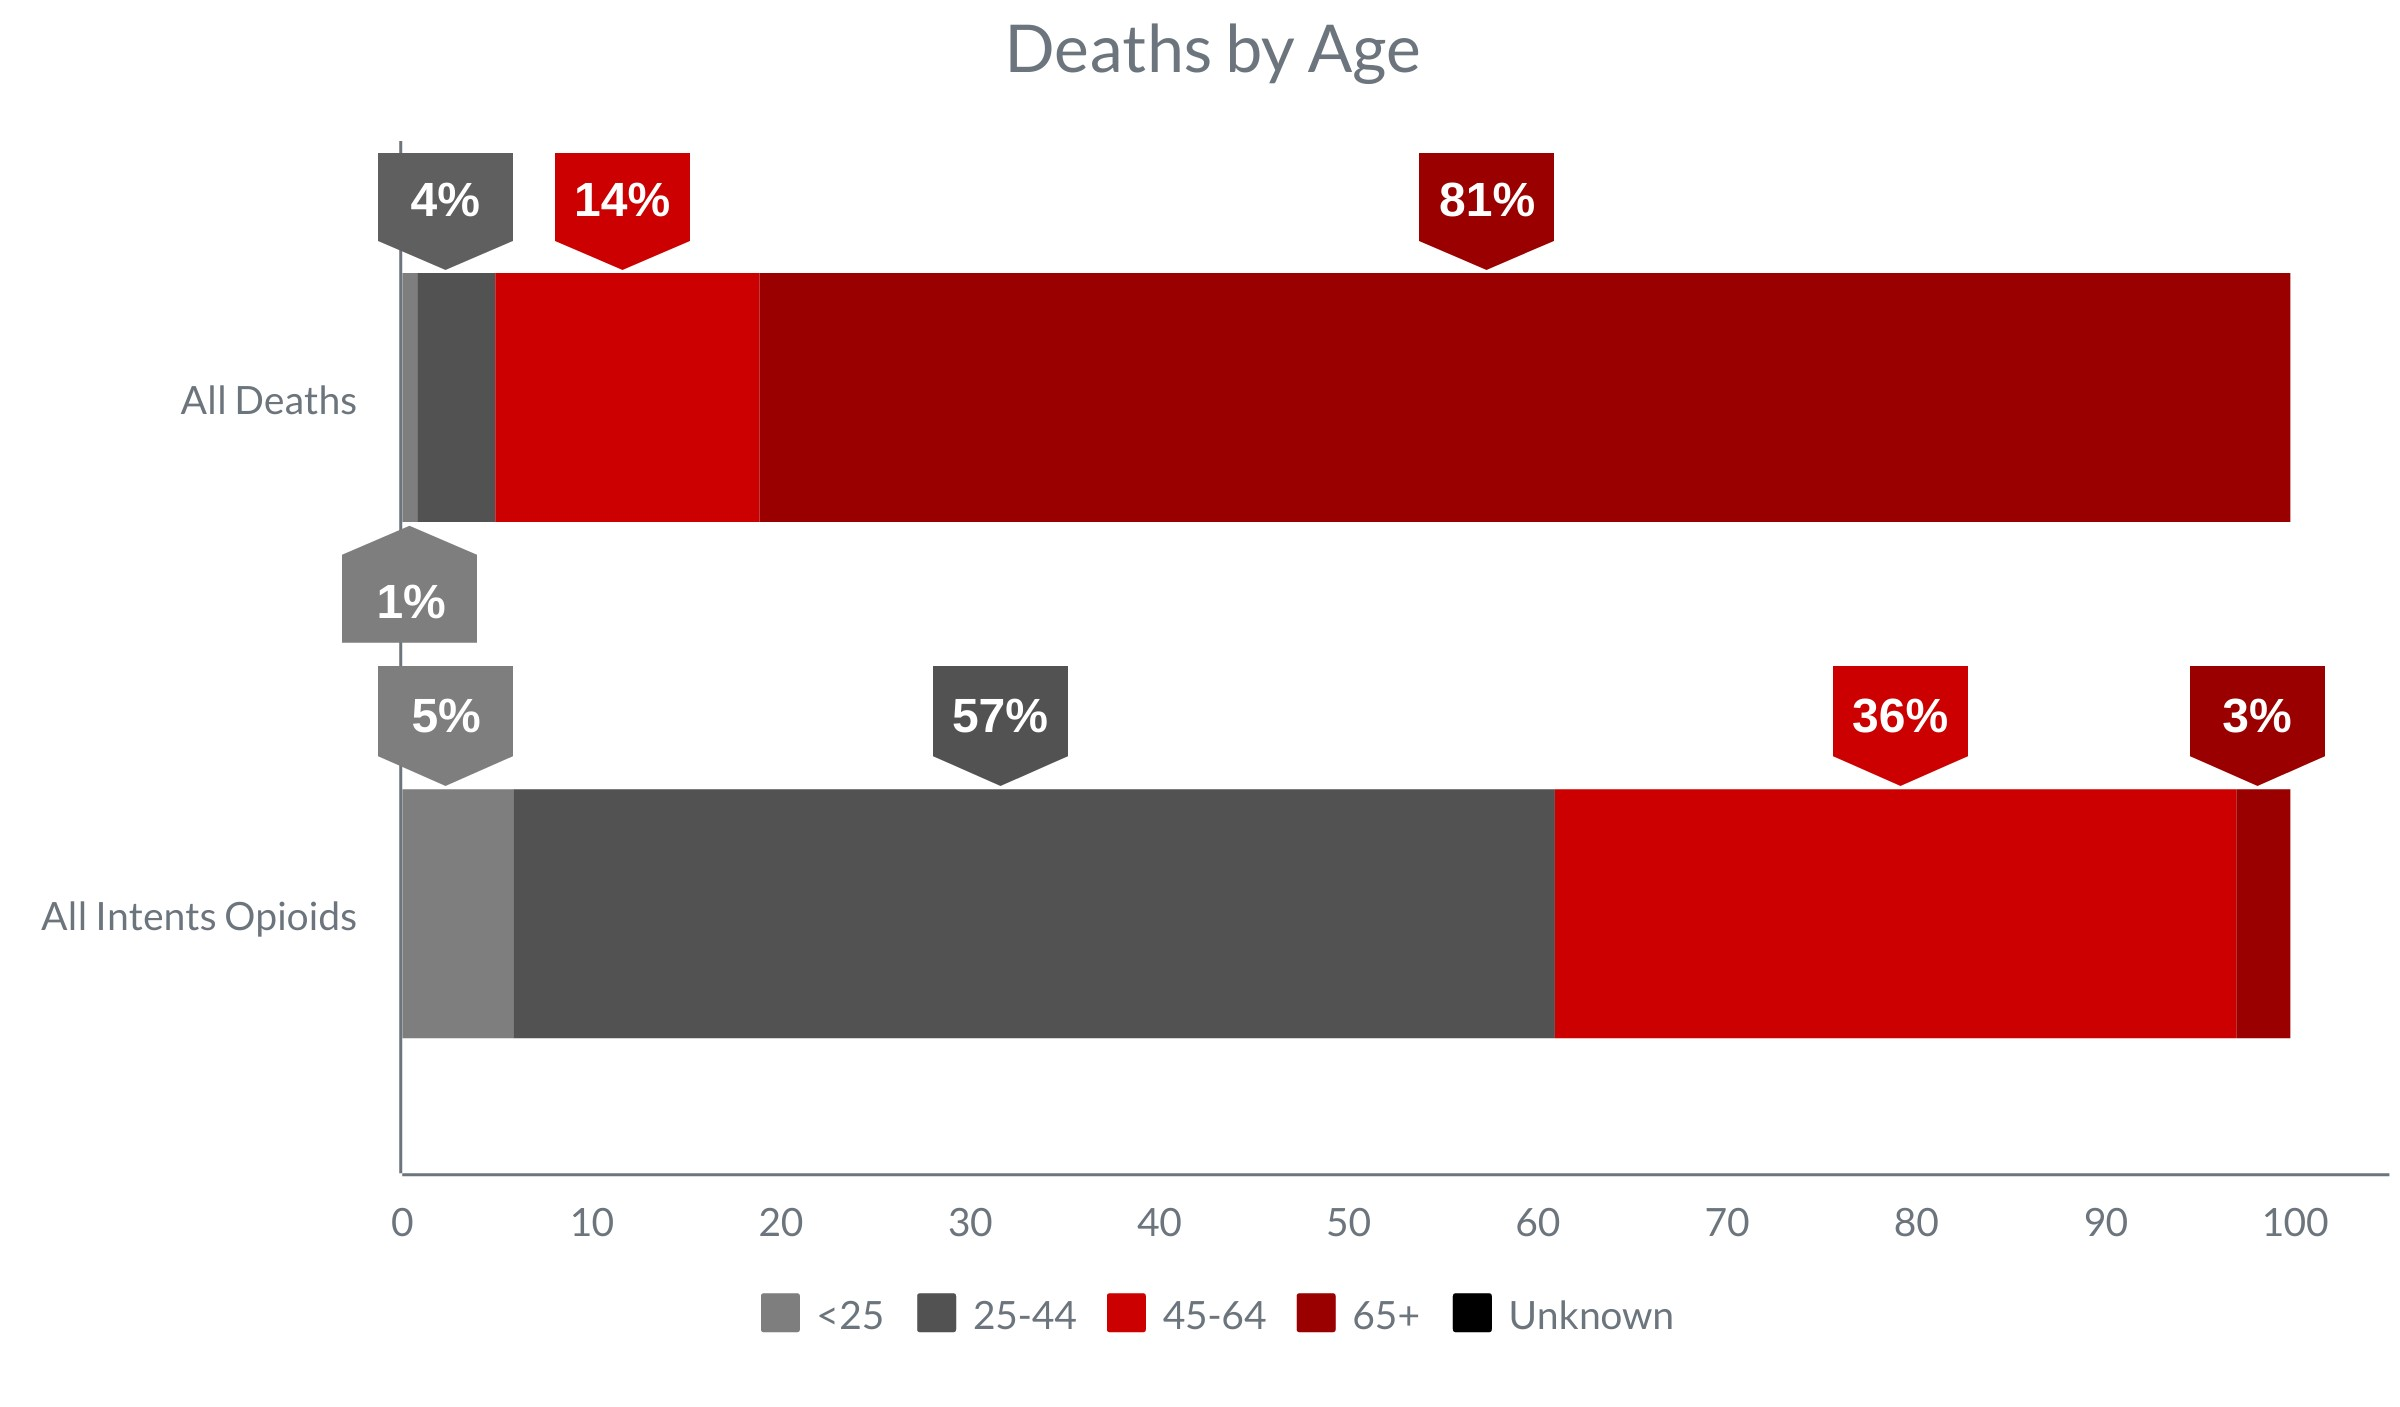 Deaths by Age
4% 14% 81%
All Deaths
1%
5% 57% 36% 3%
All Intents Opioids
0 10 20 30 40 50 60 70 80 90 100
<25 25-44 45-64 65+ Unknown